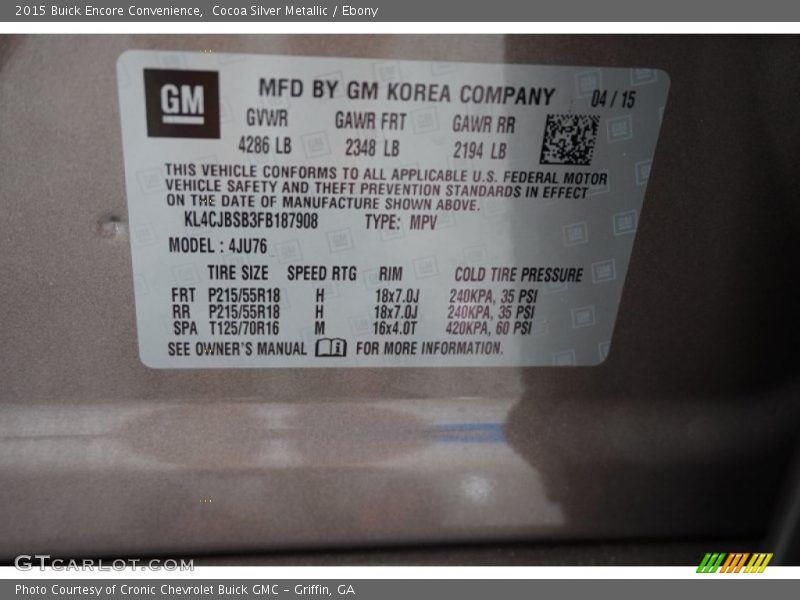 2015 Buick Encore Convenience,  Cocoa Silver Metallic / Ebony
GM
MFD BY GM KOREA COMPANY 04 / 15
GVWR GAWR FRT GAWR RR
4286 LB 2348 LB 2194 LB
THIS VEHICLE CONFORMS TO ALL APPLICABLE U.S. FEDERAL MOTOR
VEHICLE SAFETY AND THEFT PREVENTION STANDARDS IN EFFECT
ON THE DATE OF MANUFACTURE SHOWN ABOVE.
KL4CJBSB3FB187908 TYPE: MPV
MODEL : 4JU76
TIRE SIZE SPEED RTG RIM COLD TIRE PRESSURE
FRT P215/55R18 H 18x7.0J 240KPA, 35 PSI
RR P215/55R18 H 18x7.0J 240KPA, 35 PSI
SPA T125/70R16 M 16x4.0T 420KPA, 60 PSI
SEE OWNER'S MANUAL FOR MORE INFORMATION.
GTcarlot.com
Photo Courtesy of Cronic Chevrolet Buick GMC – Griffin, GA